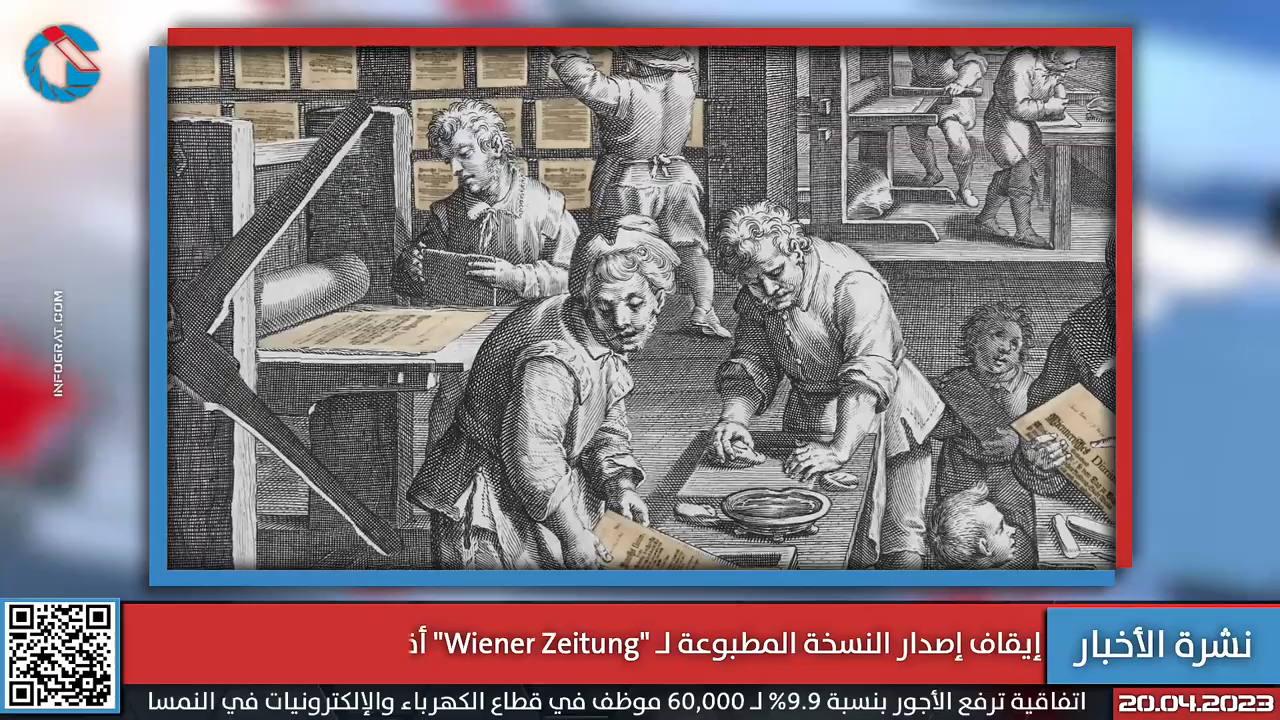 INFOGRAT.COM
نشرة الأخبار
إيقاف إصدار النسخة المطبوعة لـ "Wiener Zeitung"
20.04.2023
اتفاقية ترفع الأجور بنسبة 9.9% لـ 60,000 موظف في قطاع الكهرباء والإلكترونيات في النمسا